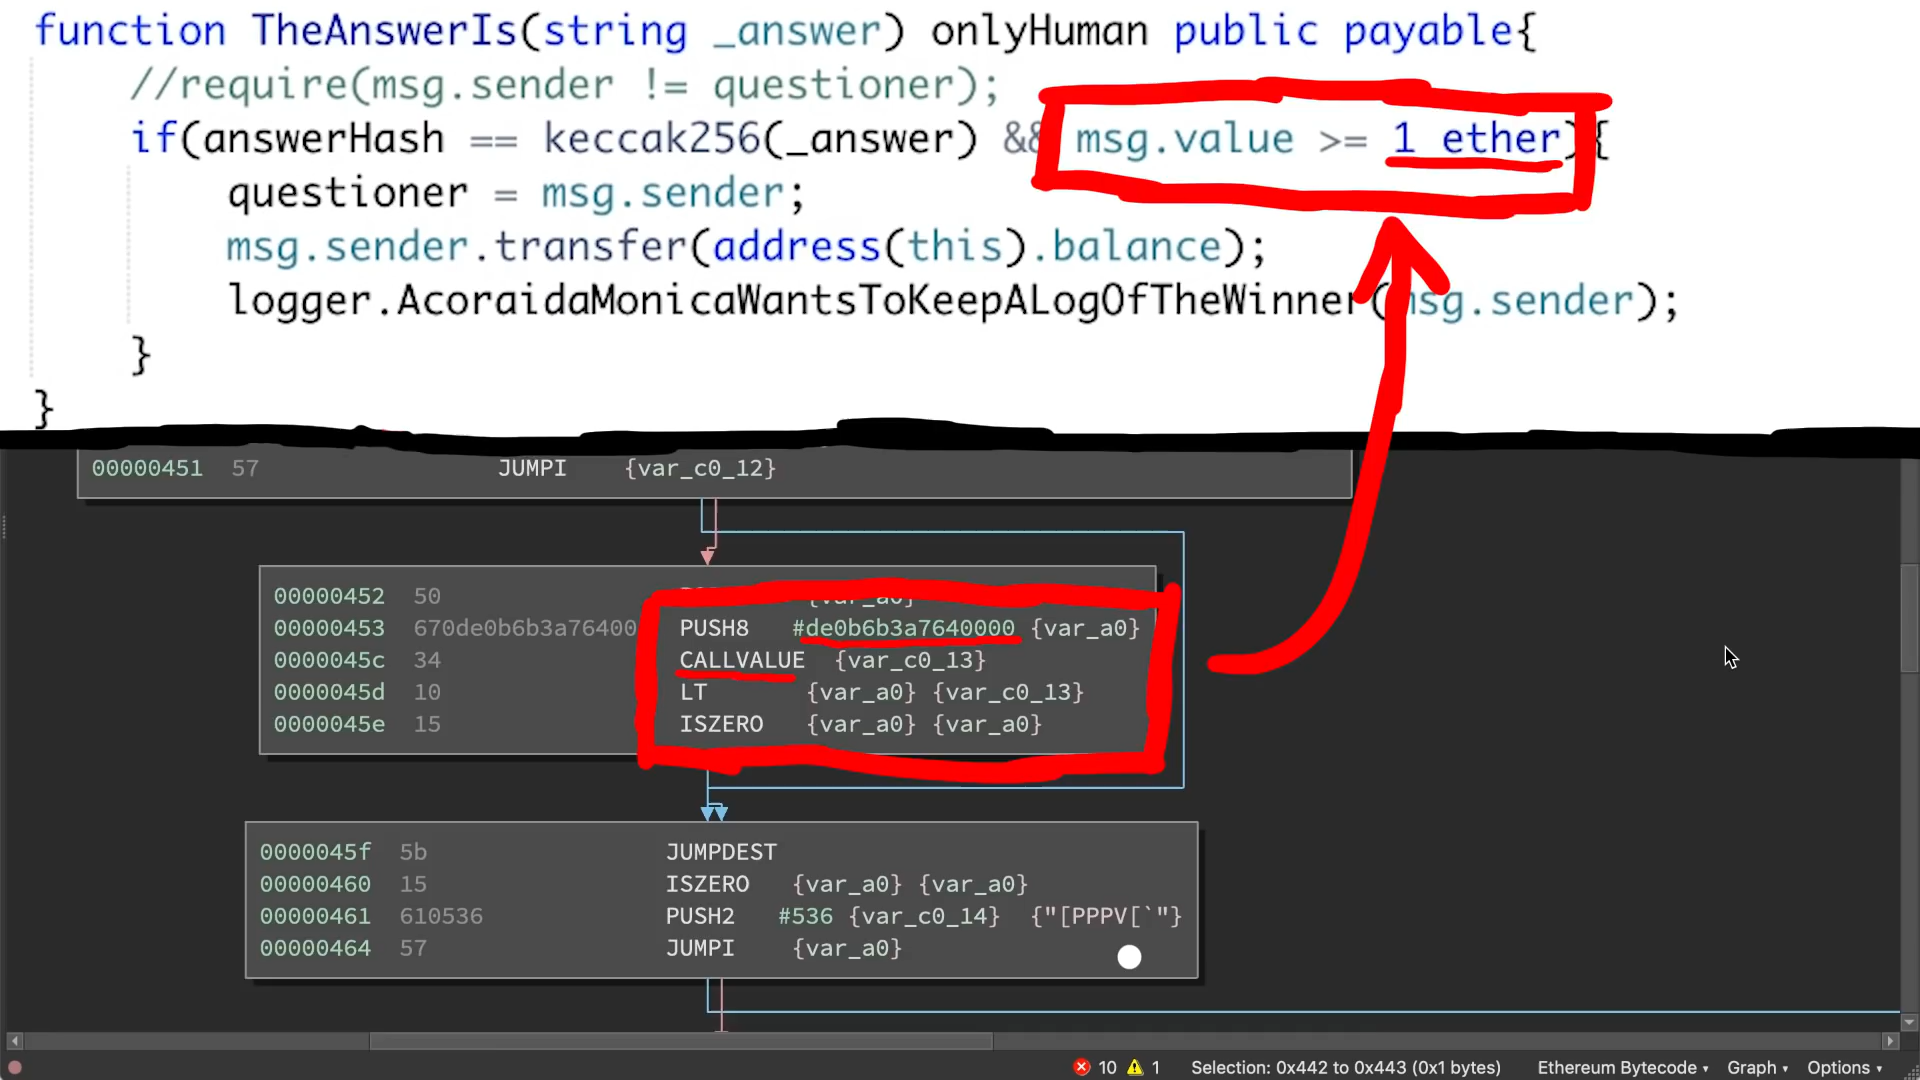 function TheAnswerIs(string _answer) onlyHuman public payable{
//require(msg.sender != questioner);
if(answerHash == keccak256(_answer) && msg.value >= 1 ether){
questioner = msg.sender;
msg.sender.transfer(address(this).balance);
logger.AcoraidaMonicaWantsToKeepALogOfTheWinner(msg.sender);
}
}
00000451 57 JUMPI {var_c0_12}
00000452 50 {var_a0}
00000453 670de0b6b3a76400 PUSH8 #de0b6b3a7640000 {var_a0}
0000045c 34 CALLVALUE {var_c0_13}
0000045d 10 LT {var_a0} {var_c0_13}
0000045e 15 ISZERO {var_a0} {var_a0}
0000045f 5b JUMPDEST
00000460 15 ISZERO {var_a0} {var_a0}
00000461 610536 PUSH2 #536 {var_c0_14} {"[PPPV[`"}
00000464 57 JUMPI {var_a0}
10 1 Selection: 0x442 to 0x443 (0x1 bytes) Ethereum Bytecode Graph Options